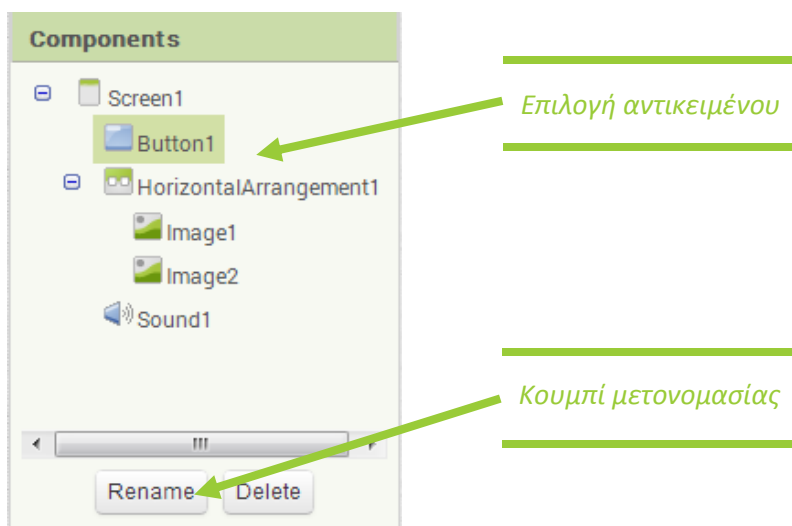 Components
Screen1
Επιλογή αντικειμένου
Button1
HorizontalArrangement1
Image1
Image2
Sound1
Κουμπί μετονομασίας
Rename
Delete